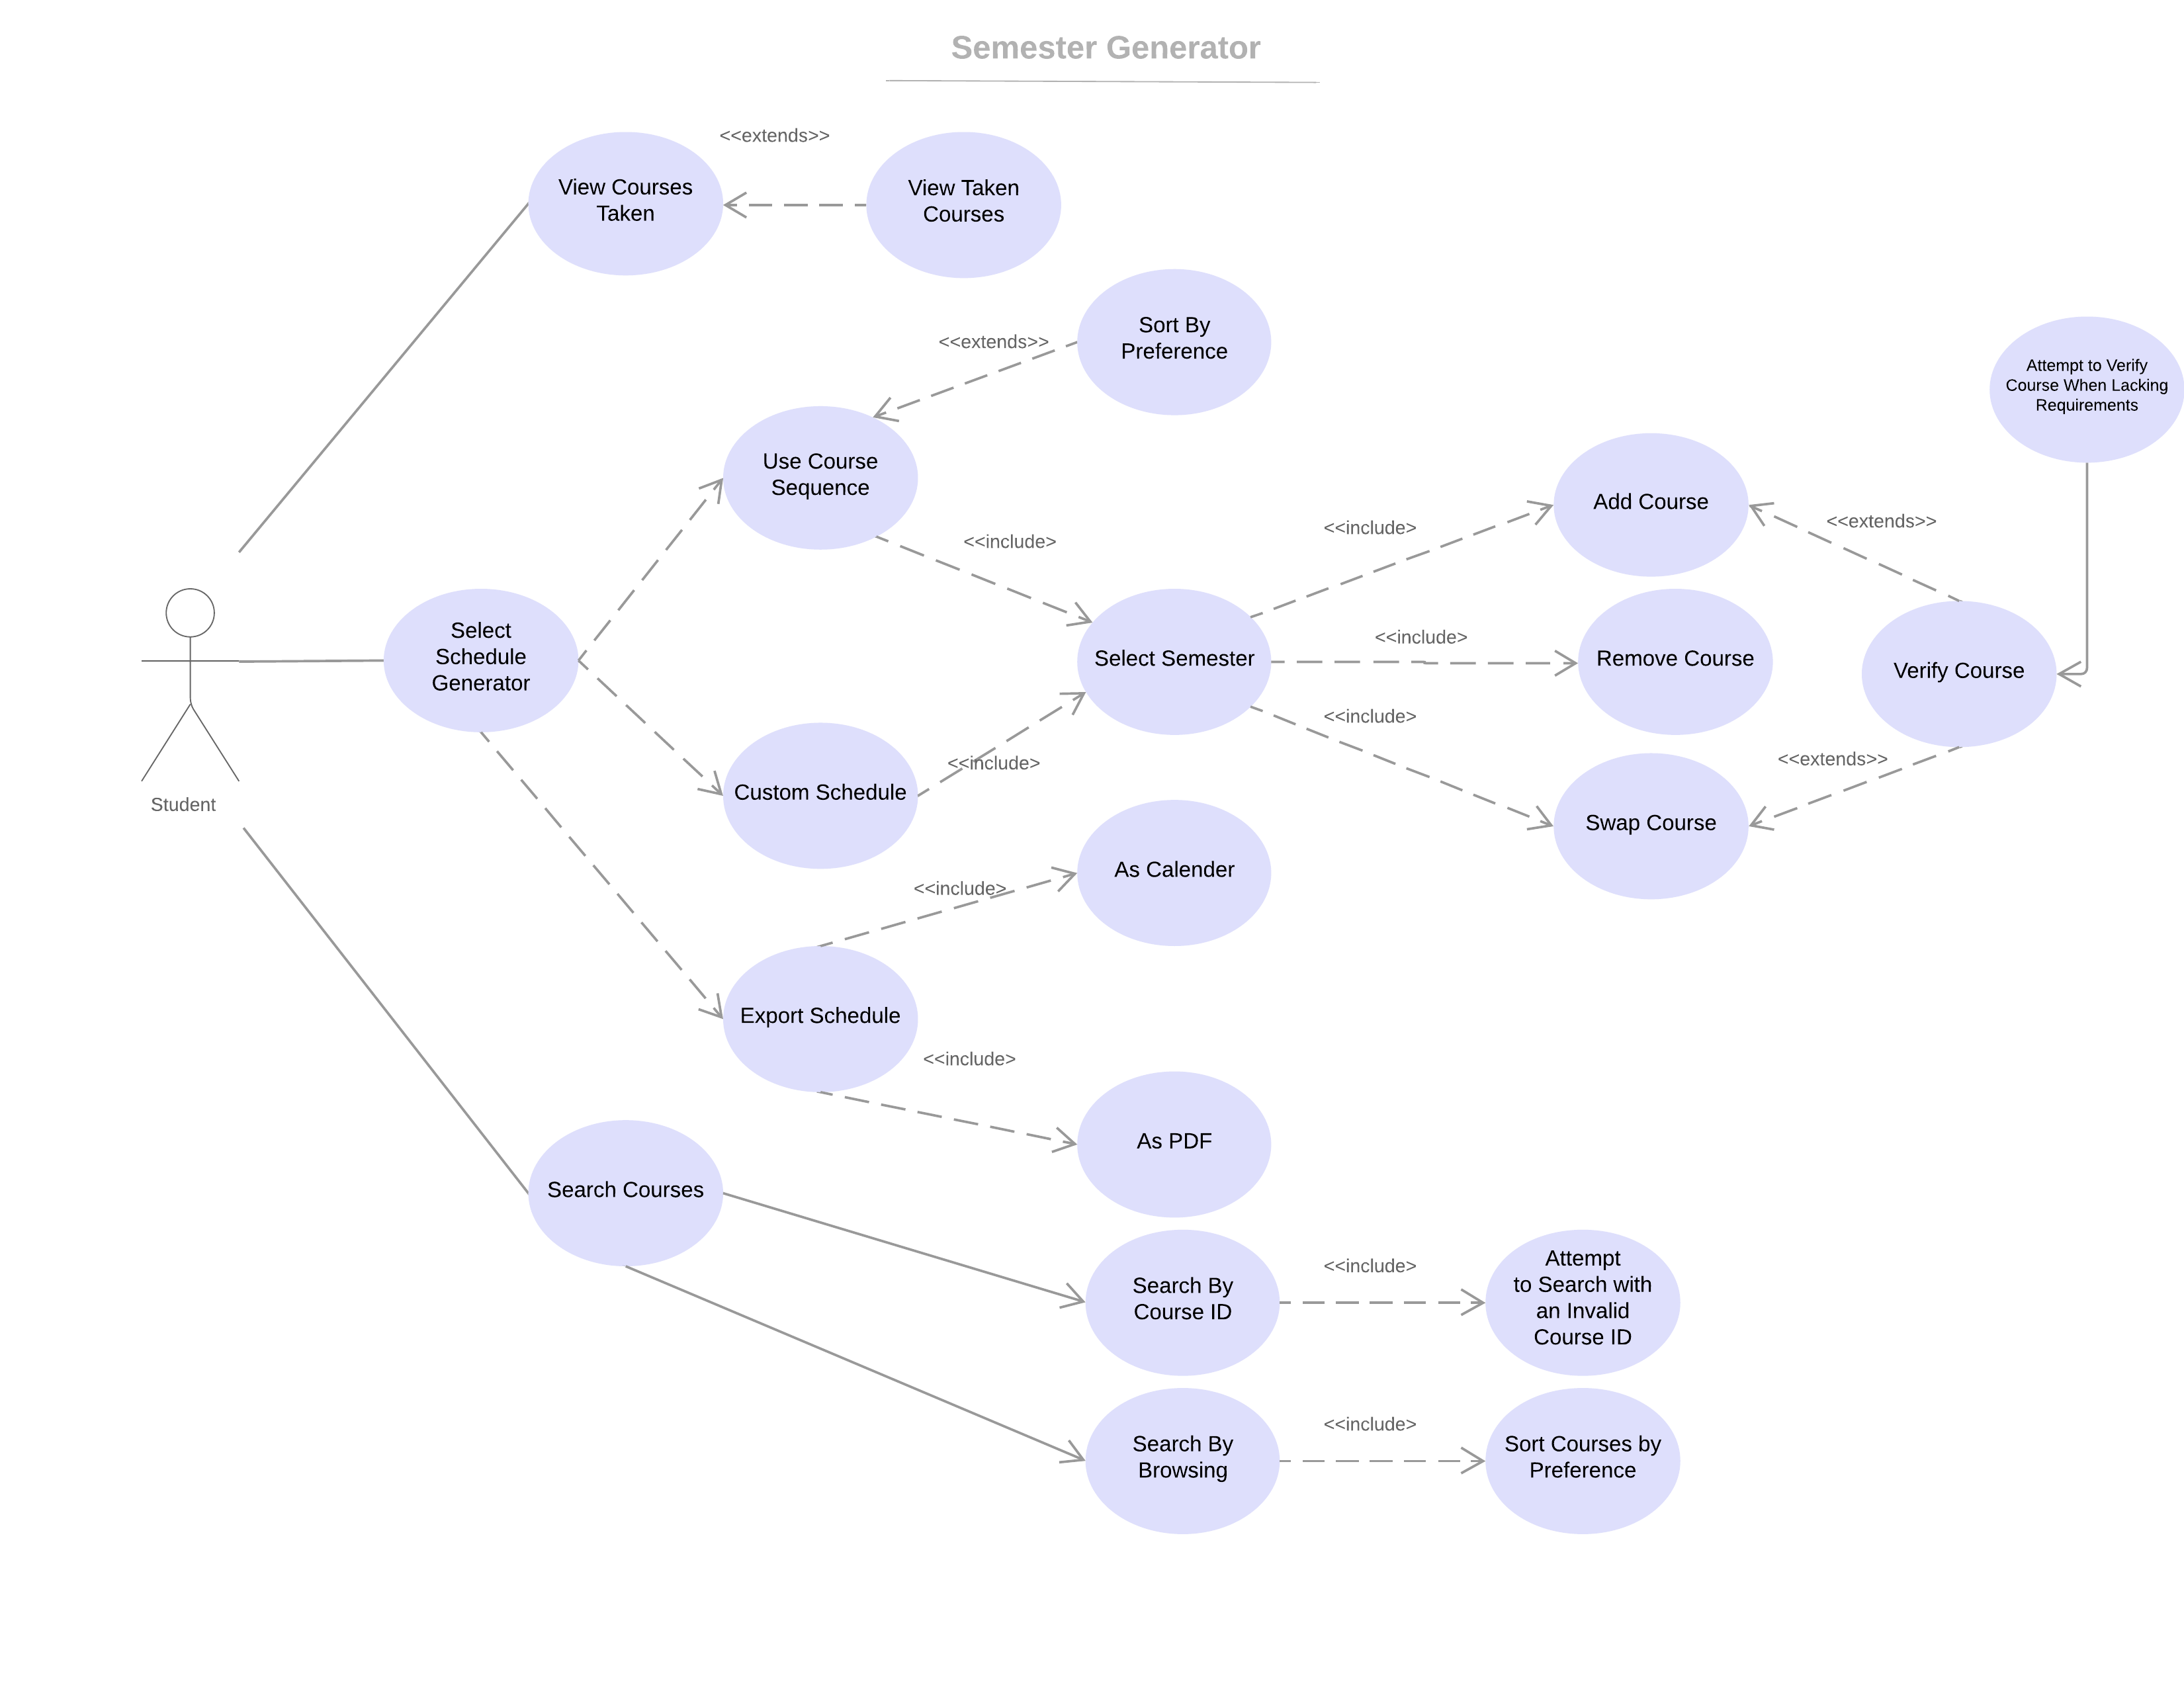 Semester Generator
<<extends>>
View Courses
Taken
View Taken
Courses
Sort By
Preference
<<extends>>
Attempt to Verify
Course When Lacking
Requirements
Use Course
Sequence
Add Course
<<include>
<<include>
<<extends>>
Select
Schedule
Generator
Select Semester
<<include>
Remove Course
Verify Course
<<include>
<<include>
<<extends>>
Custom Schedule
Student
Swap Course
As Calender
<<include>
Export Schedule
<<include>
As PDF
Search Courses
Search By
Course ID
<<include>
Attempt
to Search with
an Invalid
Course ID
Search By
Browsing
<<include>
Sort Courses by
Preference